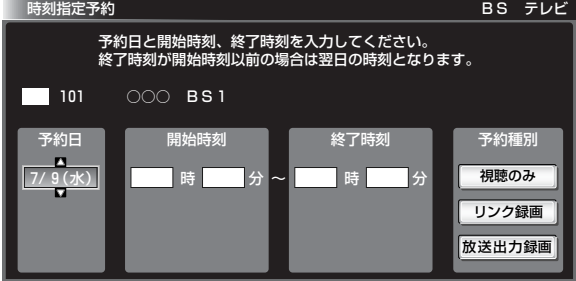 時刻指定予約 BS テレビ
予約日と開始時刻、終了時刻を入力してください。
終了時刻が開始時刻以前の場合は翌日の時刻となります。
101 ○○○ BS1
予約日 開始時刻 終了時刻 予約種別
7/ 9(水) 時 分 ~ 時 分 視聴のみ
リンク録画
放送出力録画